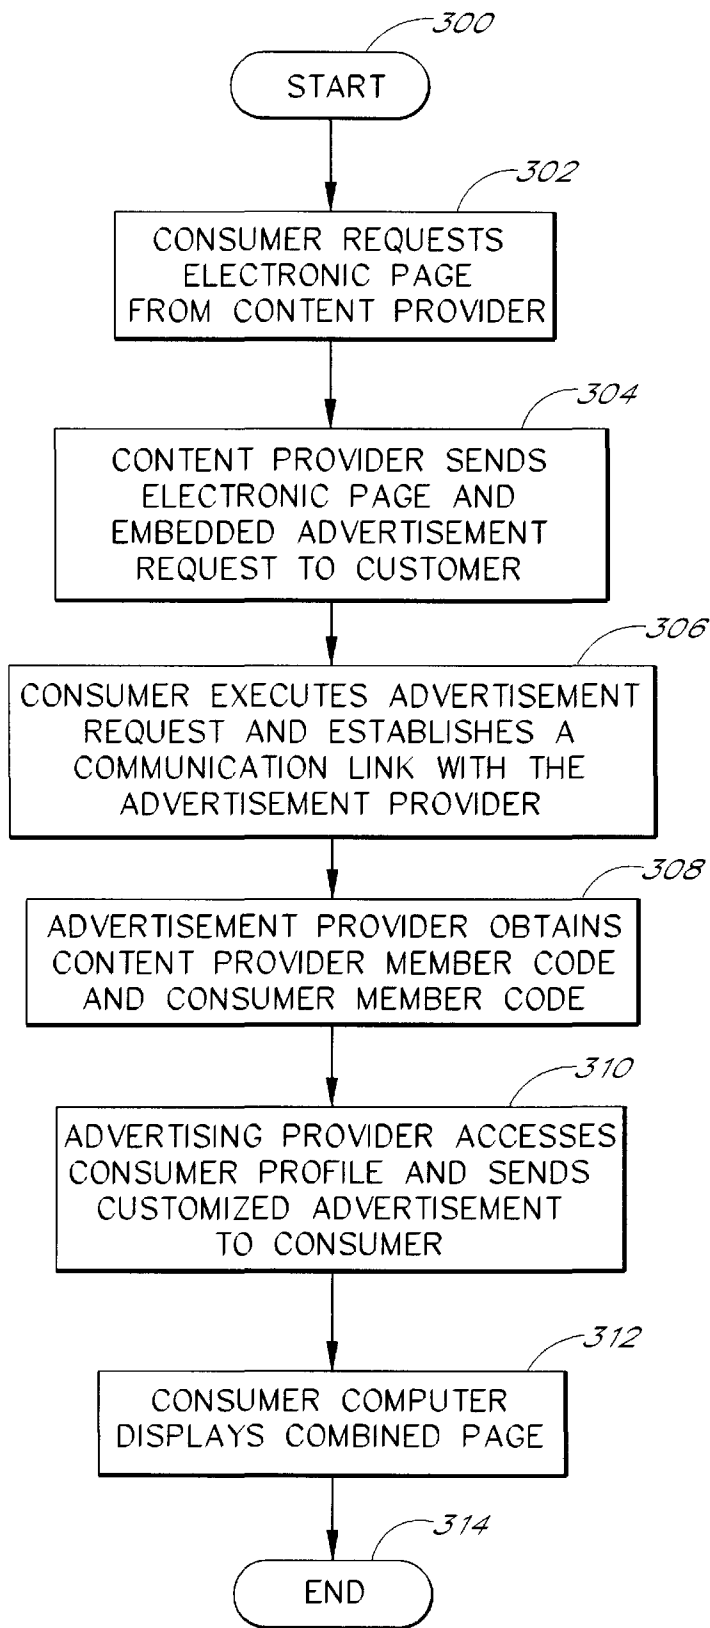 300
START
302
CONSUMER REQUESTS
ELECTRONIC PAGE
FROM CONTENT PROVIDER
304
CONTENT PROVIDER SENDS
ELECTRONIC PAGE AND
EMBEDDED ADVERTISEMENT
REQUEST TO CUSTOMER
306
CONSUMER EXECUTES ADVERTISEMENT
REQUEST AND ESTABLISHES A
COMMUNICATION LINK WITH THE
ADVERTISEMENT PROVIDER
308
ADVERTISEMENT PROVIDER OBTAINS
CONTENT PROVIDER MEMBER CODE
AND CONSUMER MEMBER CODE
310
ADVERTISING PROVIDER ACCESSES
CONSUMER PROFILE AND SENDS
CUSTOMIZED ADVERTISEMENT
TO CONSUMER
312
CONSUMER COMPUTER
DISPLAYS COMBINED PAGE
314
END